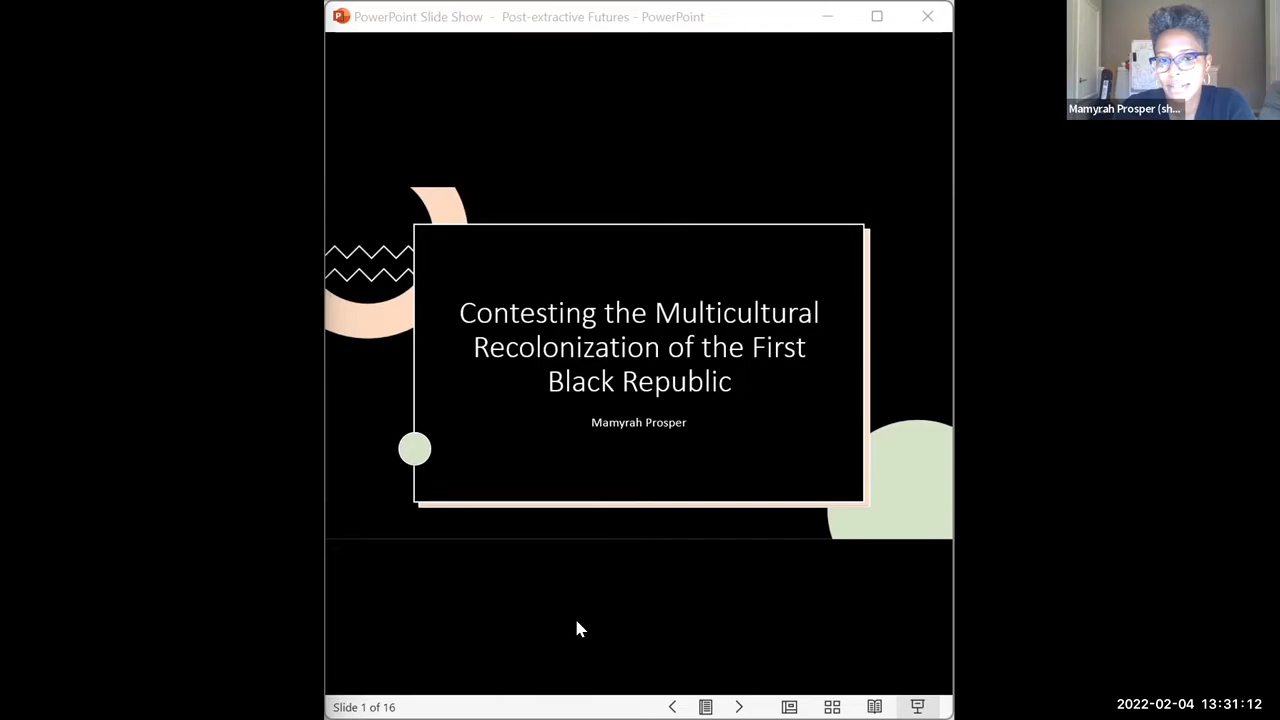 PowerPoint Slide Show - Post-extractive Futures - PowerPoint
Mamyrah Prosper (sh...
Contesting the Multicultural
Recolonization of the First
Black Republic
Mamyrah Prosper
Slide 1 of 16
2022-02-04 13:31:12